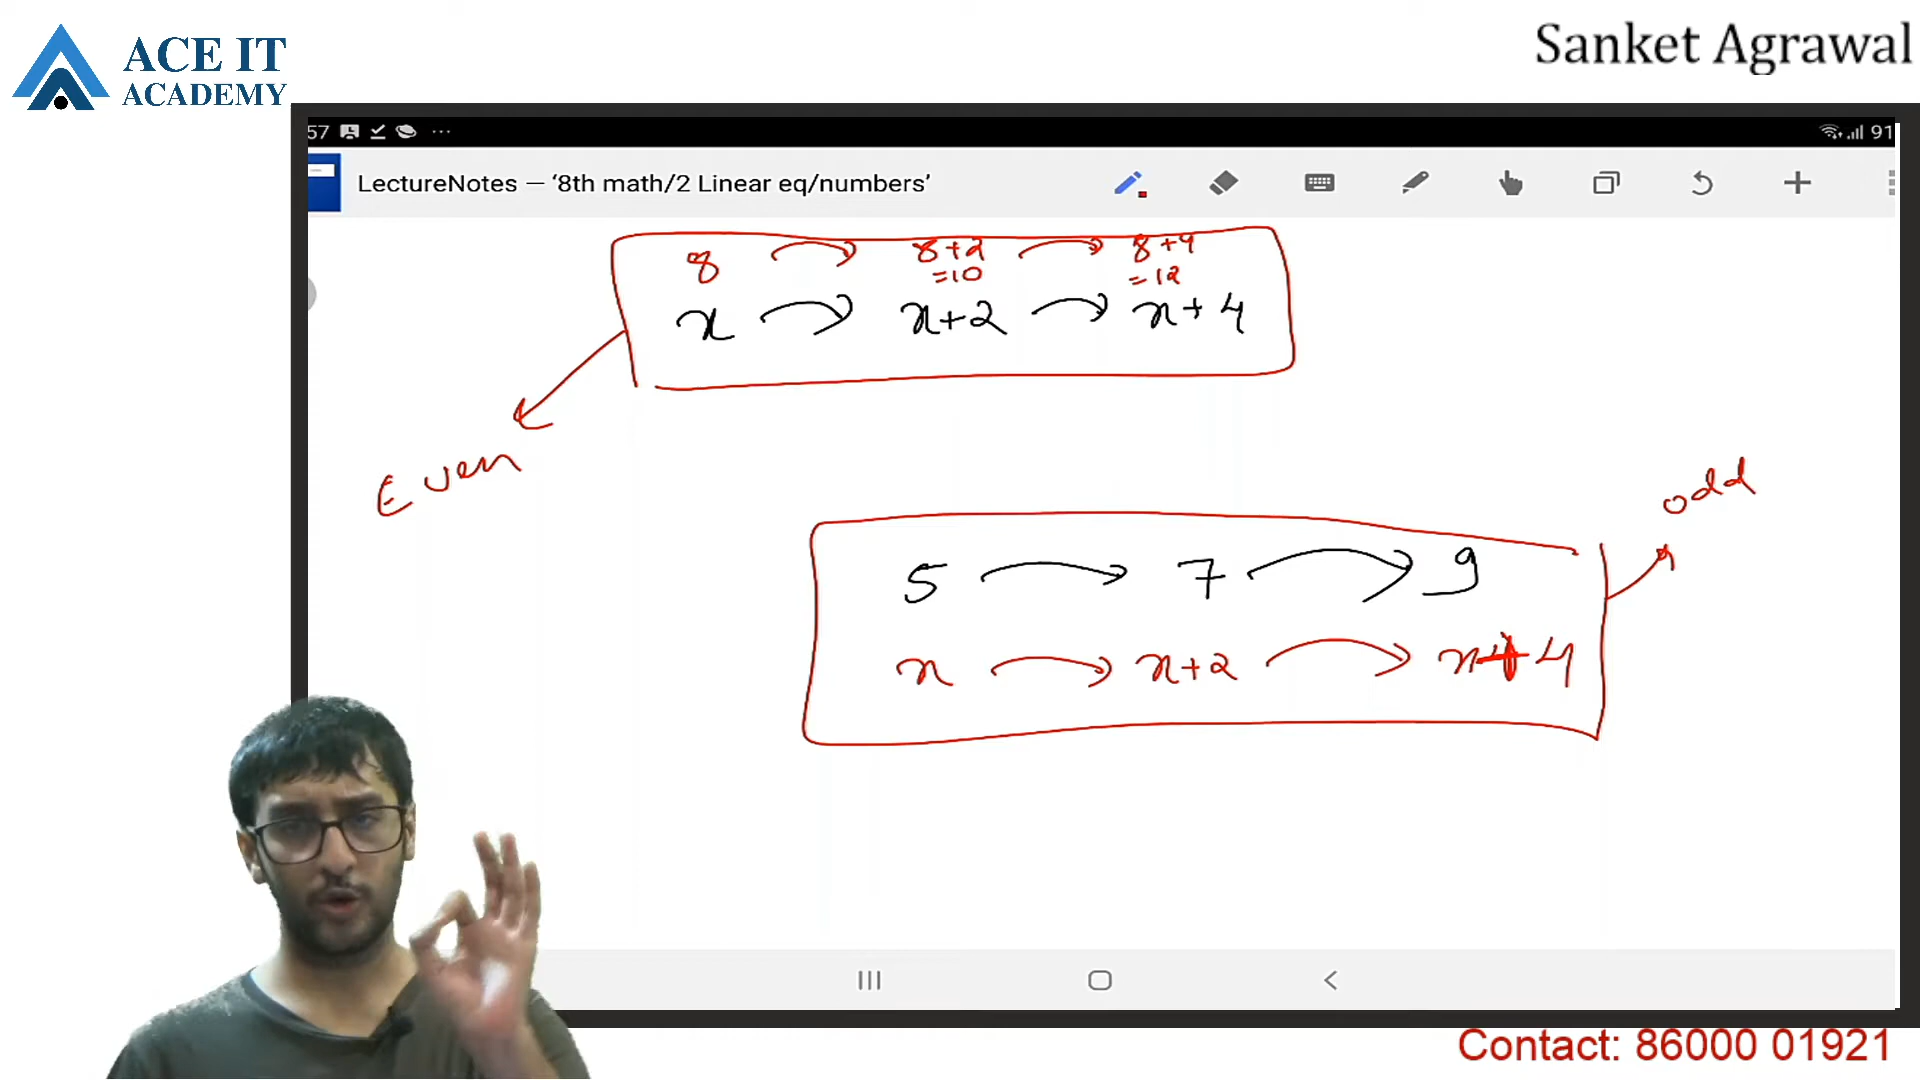 ACE IT
ACADEMY
Sanket Agrawal
57 ... 91
LectureNotes — ‘8th math/2 Linear eq/numbers’
8 → 8+2 → 8+4
=10 =12
x → x+2 → x+4
Even
odd
5 → 7 → 9
x → x+2 → x+4
Contact: 86000 01921